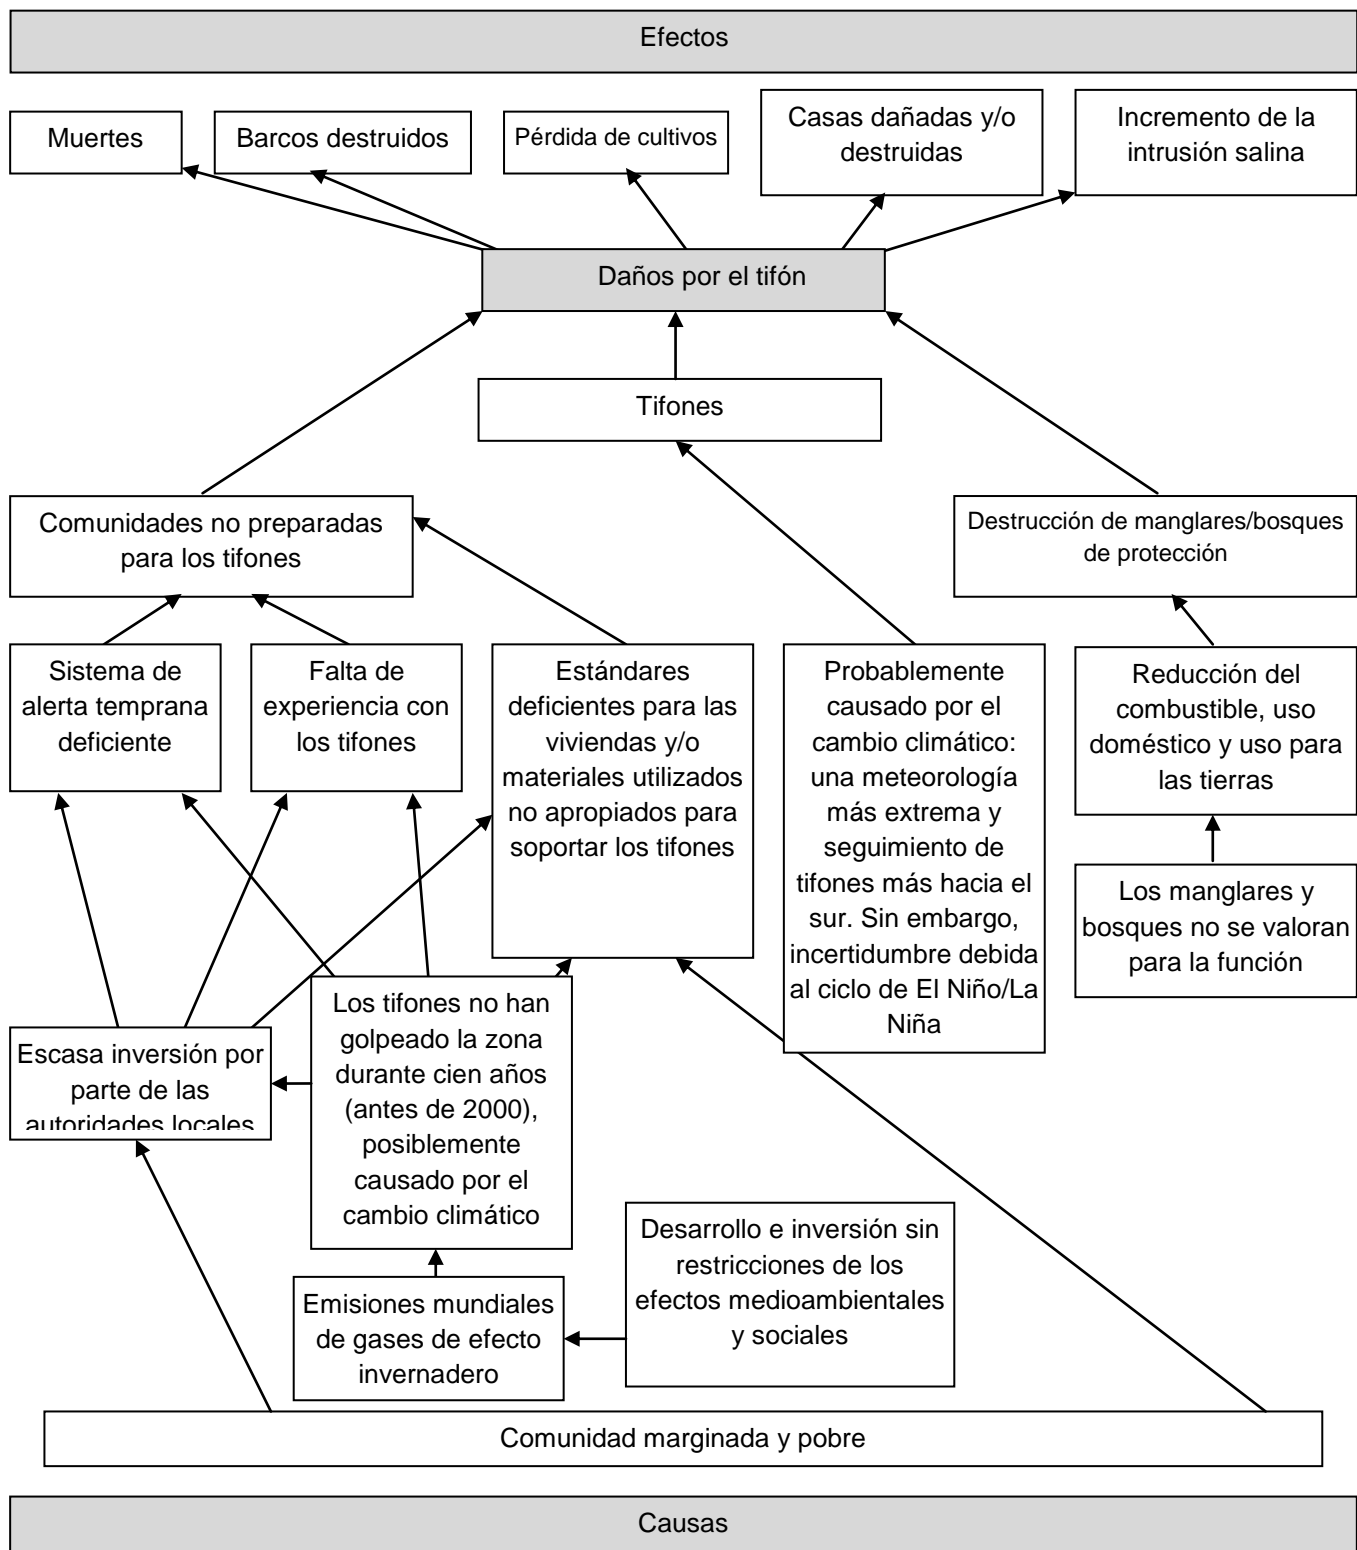 Efectos
Muertes
Barcos destruidos
Pérdida de cultivos
Casas dañadas y/o
destruidas
Incremento de la
intrusión salina
Daños por el tifón
Tifones
Comunidades no preparadas
para los tifones
Destrucción de manglares/bosques
de protección
Sistema de
alerta temprana
deficiente
Falta de
experiencia con
los tifones
Estándares
deficientes para las
viviendas y/o
materiales utilizados
no apropiados para
soportar los tifones
Probablemente
causado por el
cambio climático:
una meteorología
más extrema y
seguimiento de
tifones más hacia el
sur. Sin embargo,
incertidumbre debida
al ciclo de El Niño/La
Niña
Reducción del
combustible, uso
doméstico y uso para
las tierras
Los manglares y
bosques no se valoran
para la función
Escasa inversión por
parte de las
autoridades locales
Los tifones no han
golpeado la zona
durante cien años
(antes de 2000),
posiblemente
causado por el
cambio climático
Desarrollo e inversión sin
restricciones de los
efectos medioambientales
y sociales
Emisiones mundiales
de gases de efecto
invernadero
Comunidad marginada y pobre
Causas